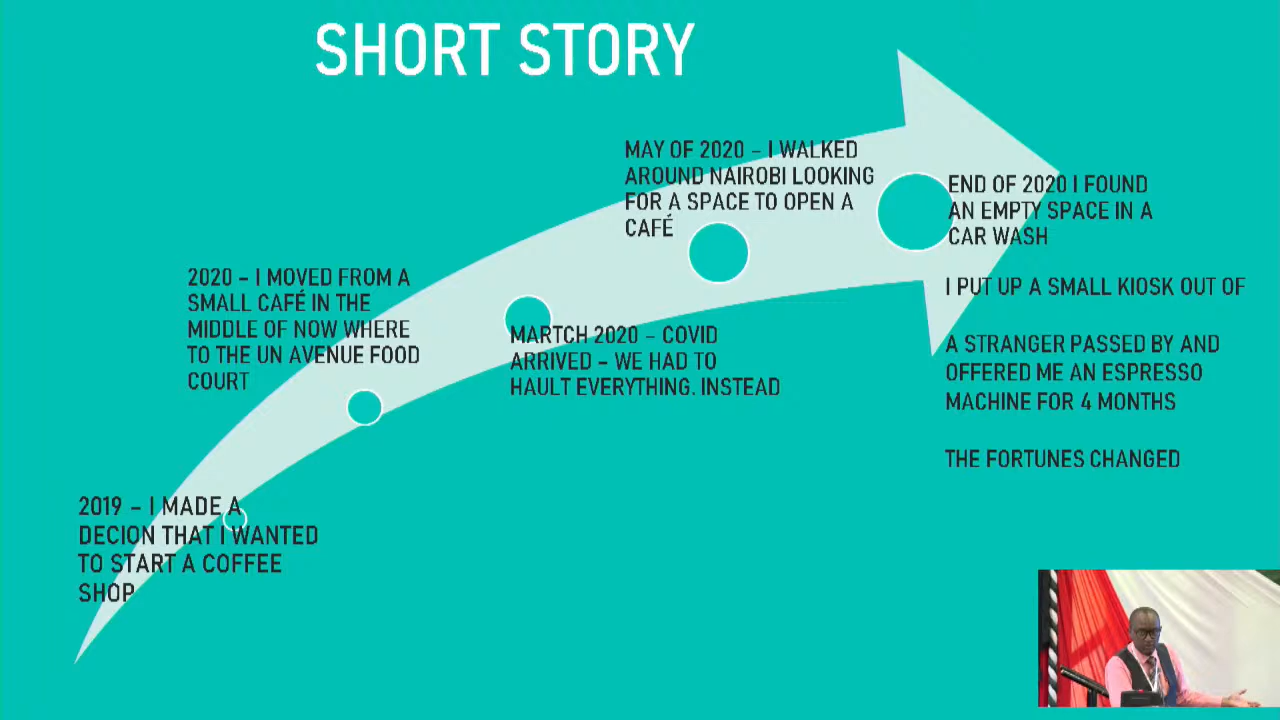 SHORT STORY
2019 – I MADE A
DECION THAT I WANTED
TO START A COFFEE
SHOP
2020 – I MOVED FROM A
SMALL CAFÉ IN THE
MIDDLE OF NOW WHERE
TO THE UN AVENUE FOOD
COURT
MARTCH 2020 – COVID
ARRIVED – WE HAD TO
HAULT EVERYTHING. INSTEAD
MAY OF 2020 – I WALKED
AROUND NAIROBI LOOKING
FOR A SPACE TO OPEN A
CAFÉ
END OF 2020 I FOUND
AN EMPTY SPACE IN A
CAR WASH
I PUT UP A SMALL KIOSK OUT OF
A STRANGER PASSED BY AND
OFFERED ME AN ESPRESSO
MACHINE FOR 4 MONTHS
THE FORTUNES CHANGED